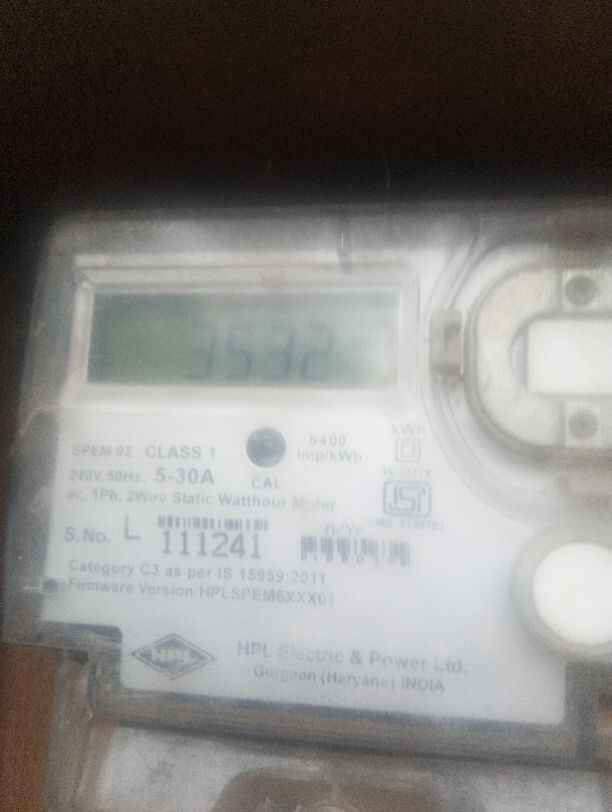 3532
SPEM 02 CLASS 1
6400
imp/kWh
kWh
240V, 50Hz, 5-30A
CAL
ac, 1Ph, 2Wire Static Watthour Meter
S.No. L 111241
Category C3 as per IS 15959:2011
Firmware Version:HPLSPEM6XXX01
HPL
HPL Electric & Power Ltd.
Gurgaon (Haryana) INDIA